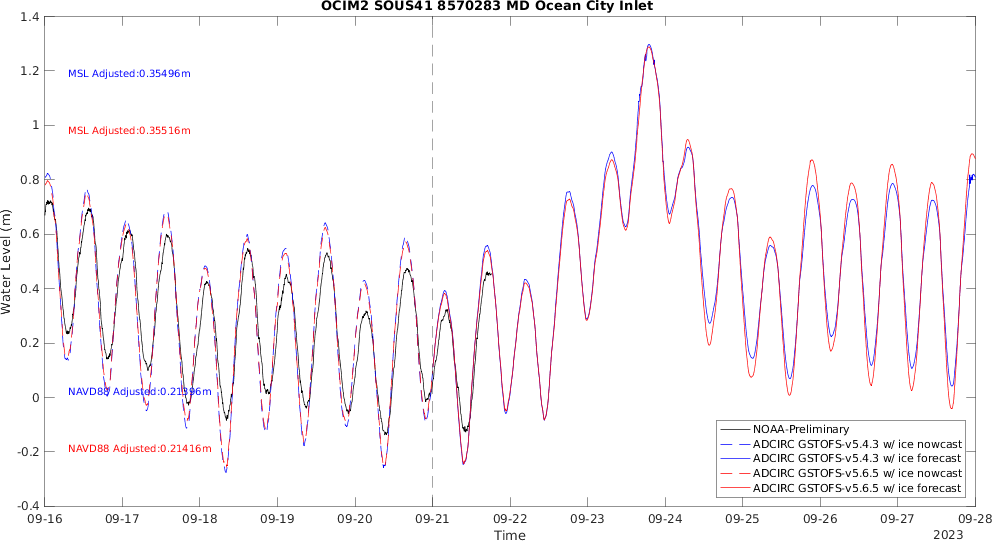 OCIM2 SOUS41 8570283 MD Ocean City Inlet
1.4
1.2
1
0.8
0.6
0.4
0.2
0
-0.2
-0.4
Water Level (m)
MSL Adjusted:0.35496m
MSL Adjusted:0.35516m
NAVD88 Adjusted:0.21396m
NAVD88 Adjusted:0.21416m
NOAA-Preliminary
ADCIRC GSTOFS-v5.4.3 w/ ice nowcast
ADCIRC GSTOFS-v5.4.3 w/ ice forecast
ADCIRC GSTOFS-v5.6.5 w/ ice nowcast
ADCIRC GSTOFS-v5.6.5 w/ ice forecast
09-16 09-17 09-18 09-19 09-20 09-21 09-22 09-23 09-24 09-25 09-26 09-27 09-28
Time
2023